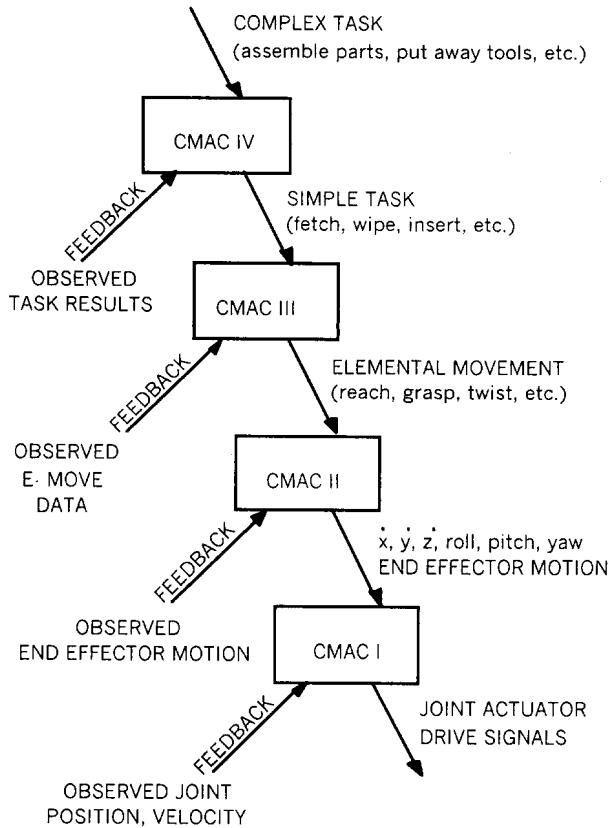 COMPLEX TASK
(assemble parts, put away tools, etc.)
CMAC IV
FEEDBACK
OBSERVED
TASK RESULTS
SIMPLE TASK
(fetch, wipe, insert, etc.)
CMAC III
FEEDBACK
OBSERVED
E· MOVE
DATA
ELEMENTAL MOVEMENT
(reach, grasp, twist, etc.)
CMAC II
FEEDBACK
OBSERVED
END EFFECTOR MOTION
ẋ, ẏ, ż, roll, pitch, yaw
END EFFECTOR MOTION
CMAC I
FEEDBACK
OBSERVED JOINT
POSITION, VELOCITY
JOINT ACTUATOR
DRIVE SIGNALS